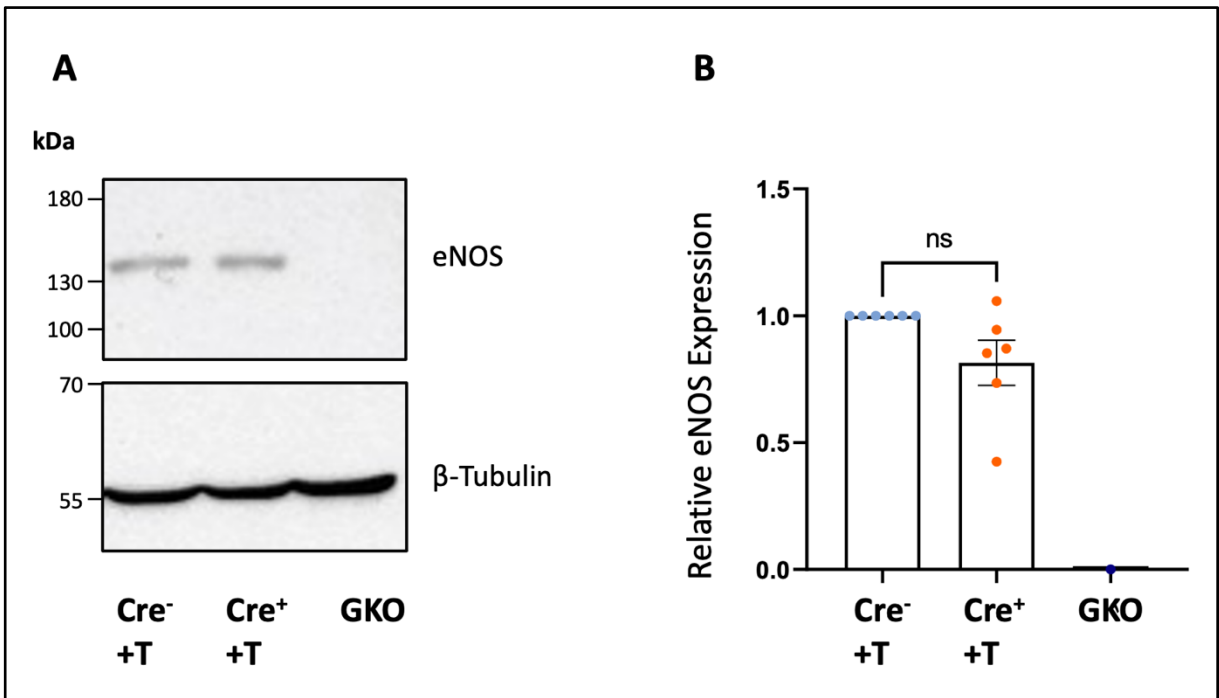 A
kDa
180
130
100
eNOS
70
55
β-Tubulin
Cre⁻ Cre⁺ GKO
+T +T
B
Relative eNOS Expression
1.5
1.0
0.5
0.0
ns
Cre⁻ Cre⁺ GKO
+T +T